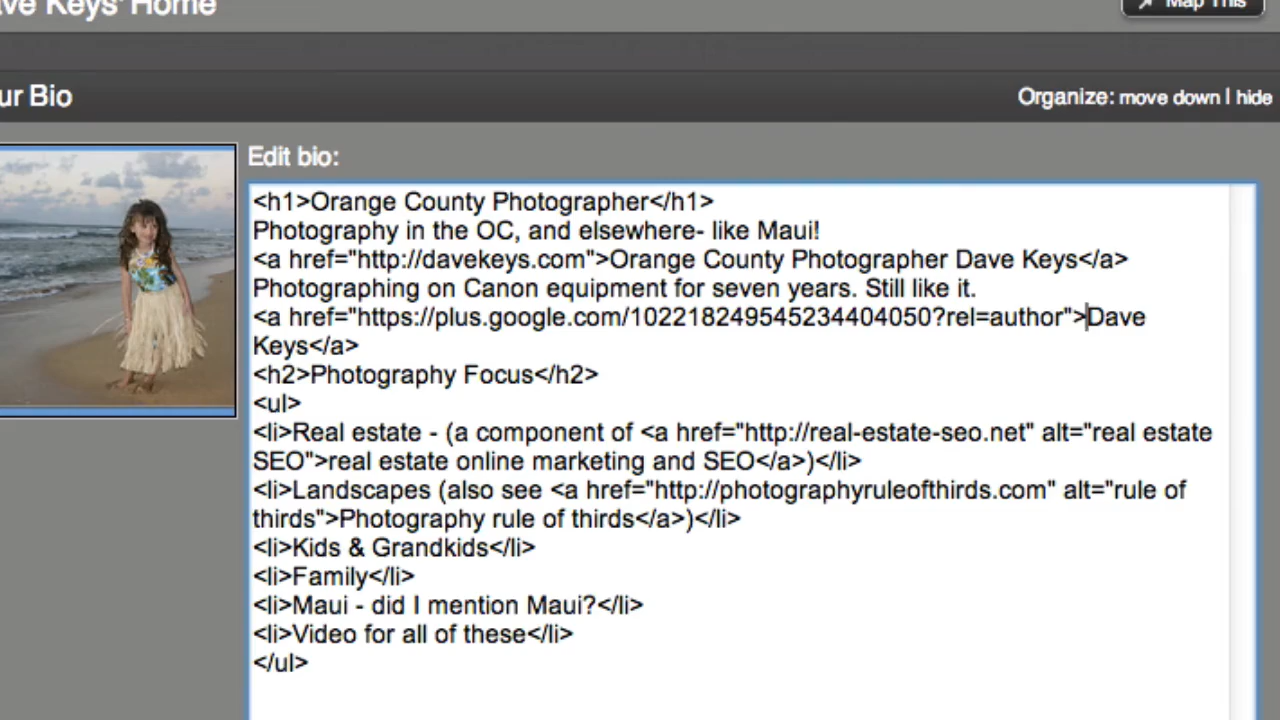 Keys' Home
Map This
Bio
Organize: move down | hide
Edit bio:
<h1>Orange County Photographer</h1>
Photography in the OC, and elsewhere- like Maui!
<a href="http://davekeys.com">Orange County Photographer Dave Keys</a>
Photographing on Canon equipment for seven years. Still like it.
<a href="https://plus.google.com/102218249545234404050?rel=author">Dave
Keys</a>
<h2>Photography Focus</h2>
<ul>
<li>Real estate - (a component of <a href="http://real-estate-seo.net" alt="real estate
SEO">real estate online marketing and SEO</a>)</li>
<li>Landscapes (also see <a href="http://photographyruleofthirds.com" alt="rule of
thirds">Photography rule of thirds</a>)</li>
<li>Kids & Grandkids</li>
<li>Family</li>
<li>Maui - did I mention Maui?</li>
<li>Video for all of these</li>
</ul>